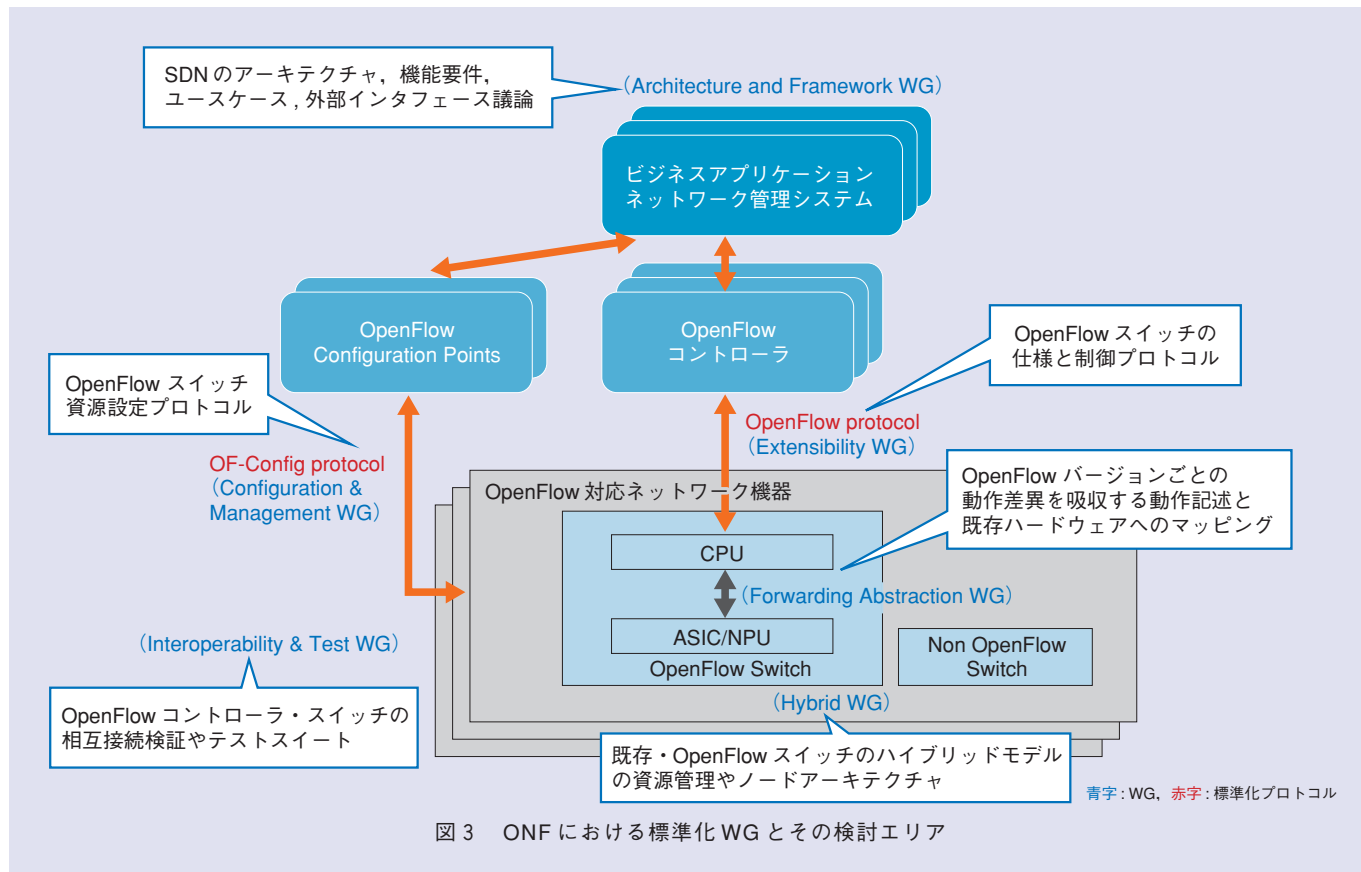 SDNのアーキテクチャ，機能要件，
ユースケース，外部インタフェース議論
（Architecture and Framework WG）
ビジネスアプリケーション
ネットワーク管理システム
OpenFlow
Configuration Points
OpenFlow
コントローラ
OpenFlow スイッチの
仕様と制御プロトコル
OpenFlow スイッチ
資源設定プロトコル
OpenFlow protocol
（Extensibility WG）
OF-Config protocol
（Configuration &
Management WG）
OpenFlow バージョンごとの
動作差異を吸収する動作記述と
既存ハードウェアへのマッピング
OpenFlow 対応ネットワーク機器
CPU
（Forwarding Abstraction WG）
ASIC/NPU
OpenFlow Switch
Non OpenFlow
Switch
（Interoperability & Test WG）
（Hybrid WG）
OpenFlow コントローラ・スイッチの
相互接続検証やテストスイート
既存・OpenFlow スイッチのハイブリッドモデル
の資源管理やノードアーキテクチャ
青字：WG，赤字：標準化プロトコル
図3　ONFにおける標準化WGとその検討エリア